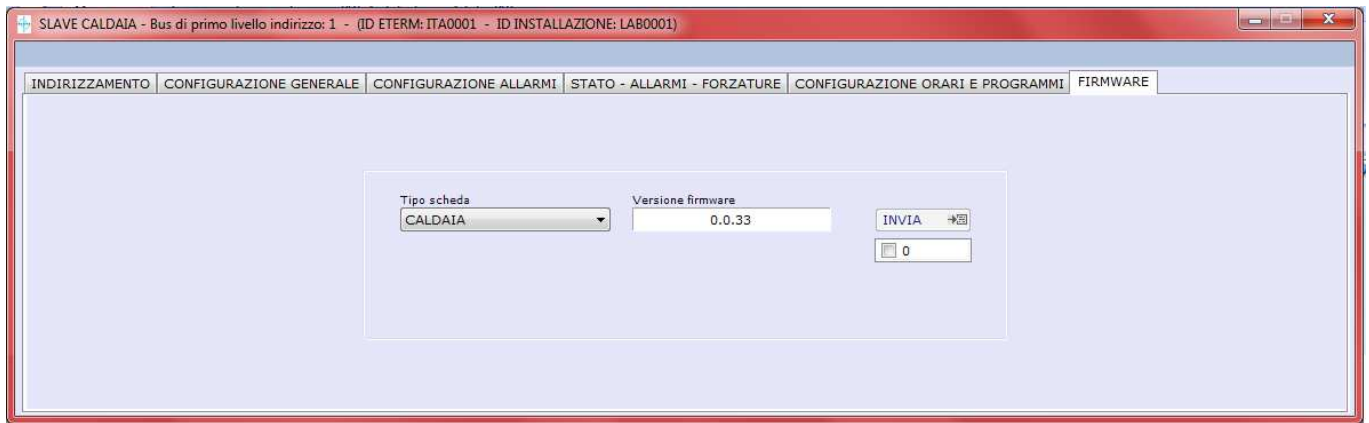 SLAVE CALDAIA - Bus di primo livello indirizzo: 1 - (ID ETERM: ITA0001 - ID INSTALLAZIONE: LAB0001)
INDIRIZZAMENTO CONFIGURAZIONE GENERALE CONFIGURAZIONE ALLARMI STATO - ALLARMI - FORZATURE CONFIGURAZIONE ORARI E PROGRAMMI FIRMWARE
Tipo scheda Versione firmware
CALDAIA 0.0.33 INVIA
0